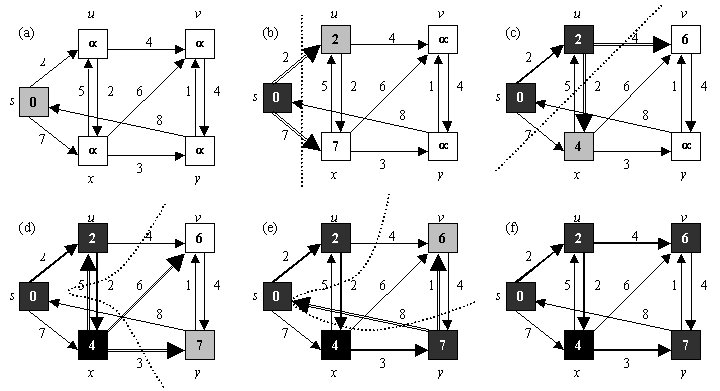 (a) u v (b) u v (c) u v
α 4 α 2 4 α 2 4 6
2 2 2
s 0 5 2 6 1 4 s 0 5 2 6 1 4 s 0 5 2 6 1 4
7 8 7 8 7 8
α 3 α 7 3 α 4 3 α
x y x y x y
(d) u v (e) u v (f) u v
2 4 6 2 4 6 2 4 6
2 2 2
s 0 5 2 6 1 4 s 0 5 2 6 1 4 s 0 5 2 6 1 4
7 8 7 8 7 8
4 3 7 4 3 7 4 3 7
x y x y x y